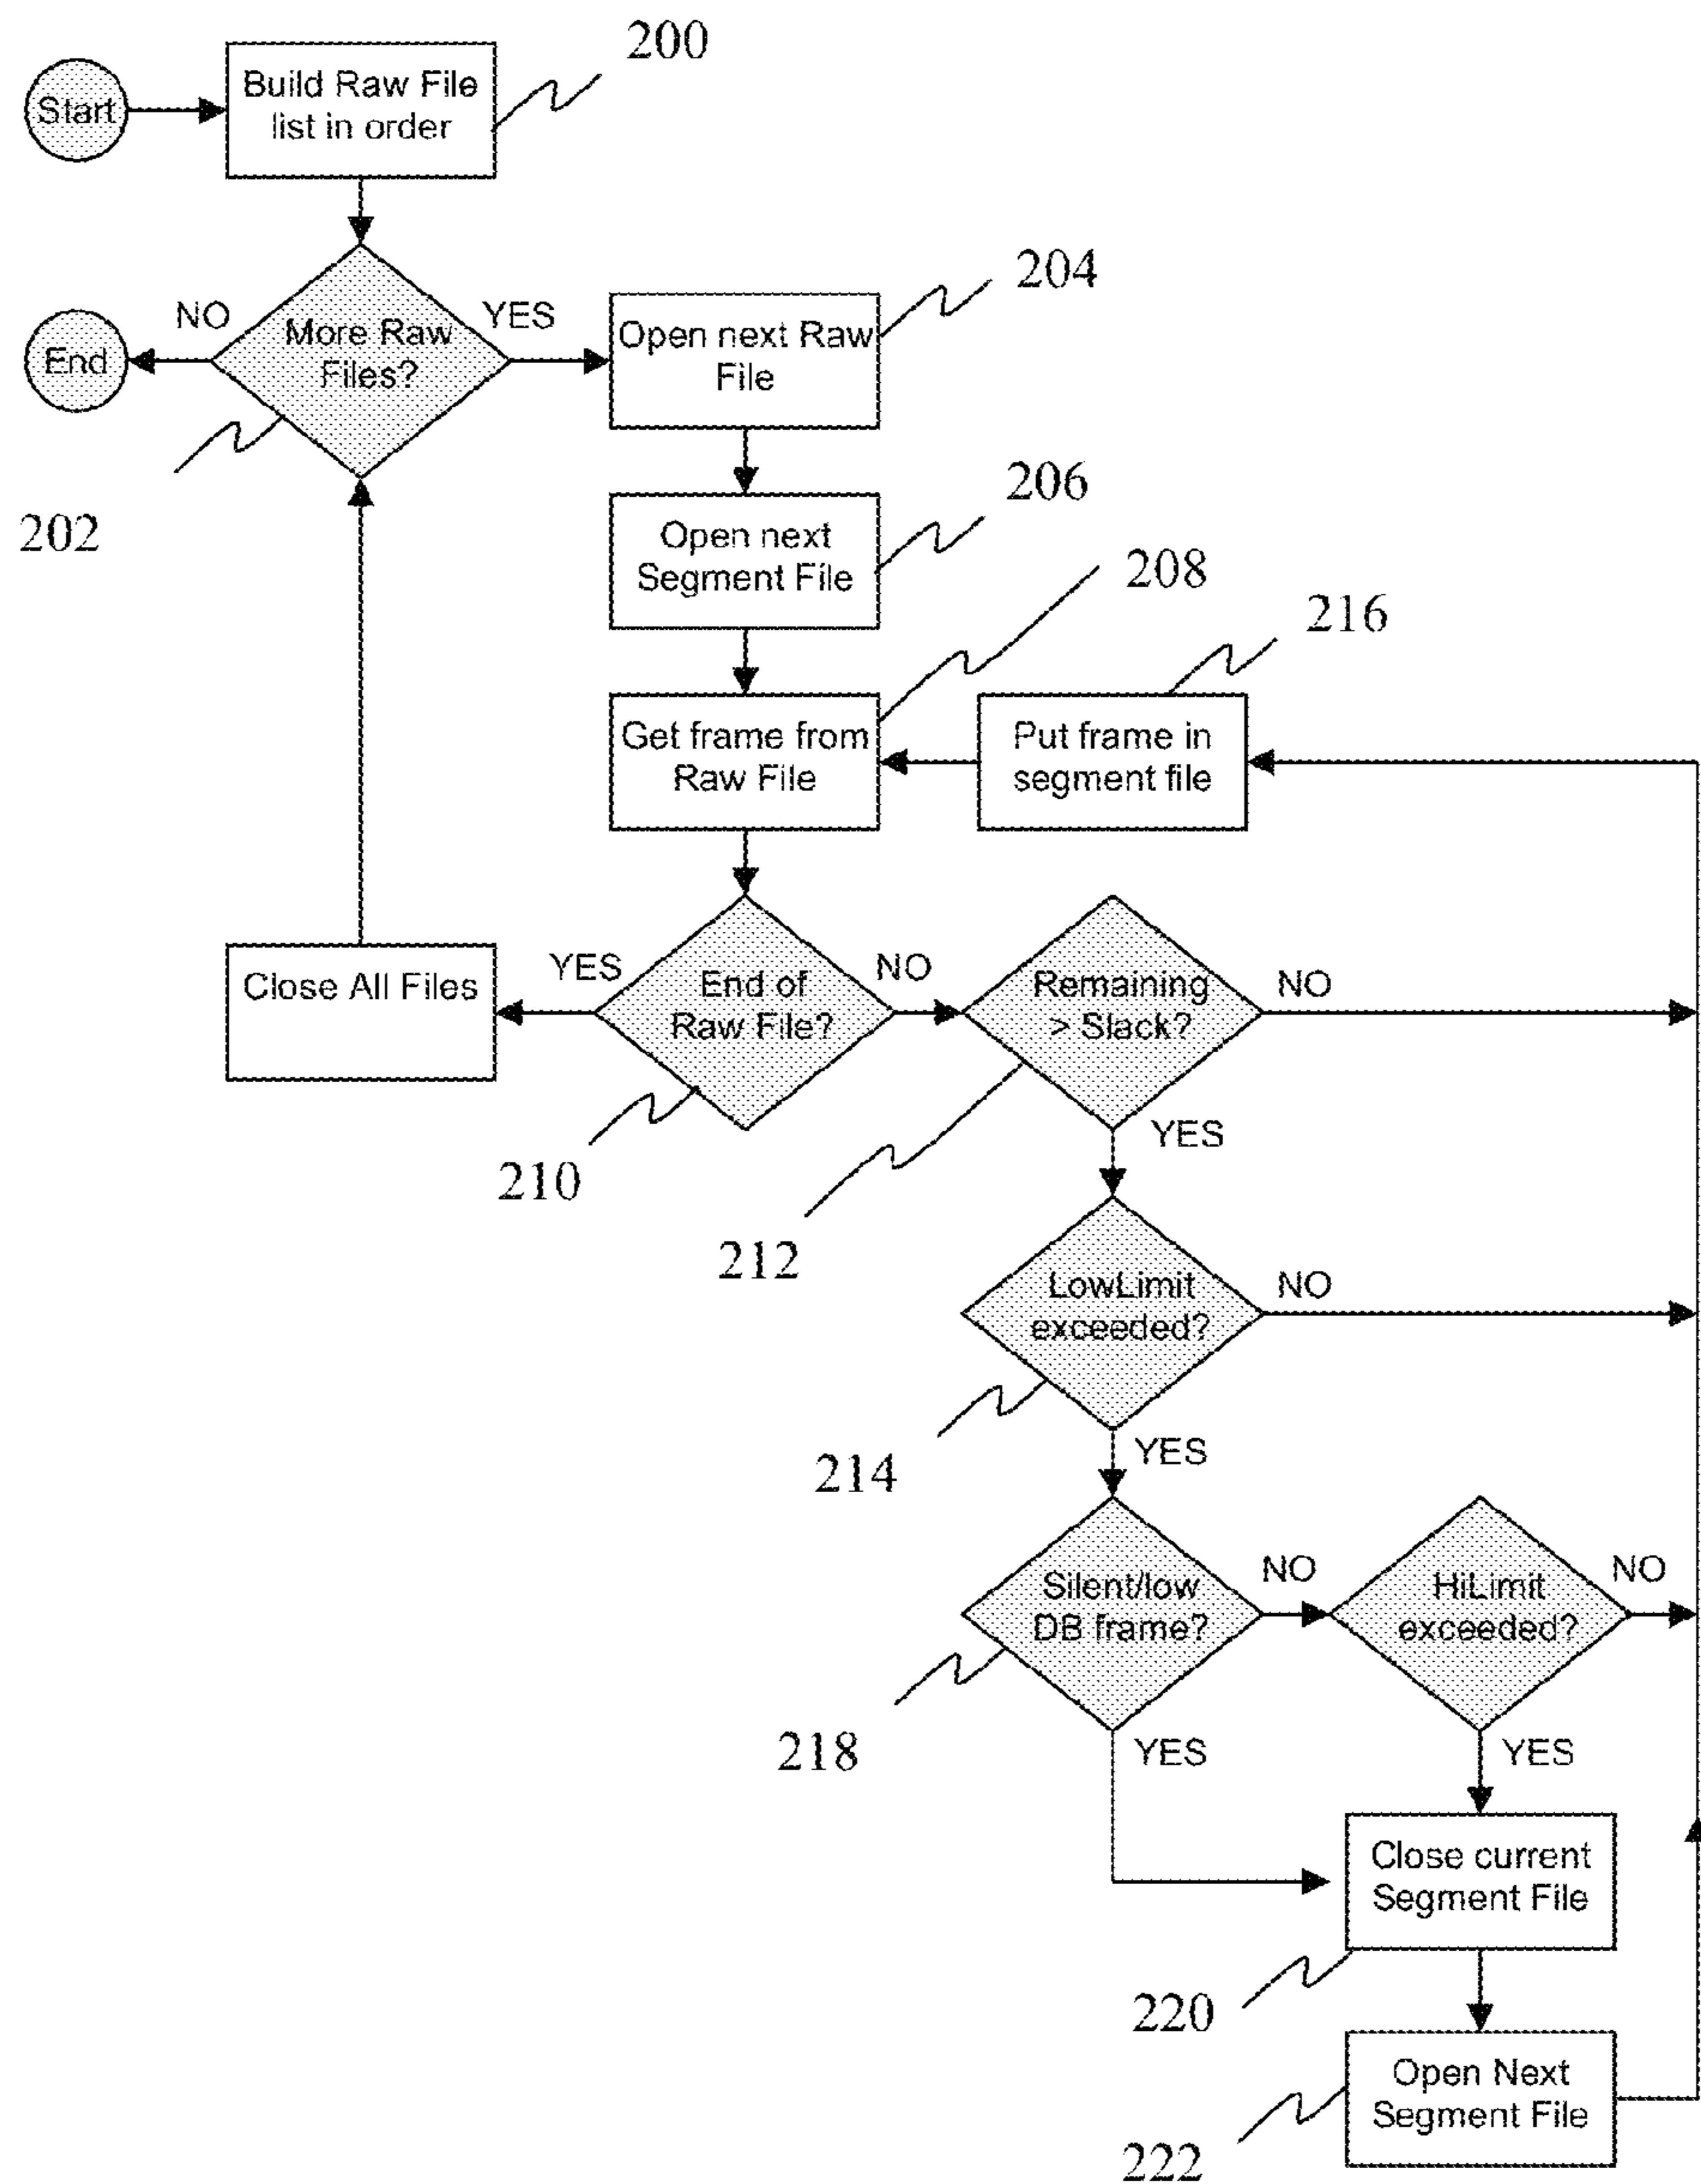 200
Start
Build Raw File
list in order
204
NO
YES
End
More Raw
Files?
Open next Raw
File
202
206
Open next
Segment File
208
216
Get frame from
Raw File
Put frame in
segment file
Close All Files
YES
End of
Raw File?
NO
Remaining
> Slack?
NO
210
YES
212
LowLimit
exceeded?
NO
214
YES
Silent/low
DB frame?
NO
HiLimit
exceeded?
NO
218
YES
YES
Close current
Segment File
220
Open Next
Segment File
222